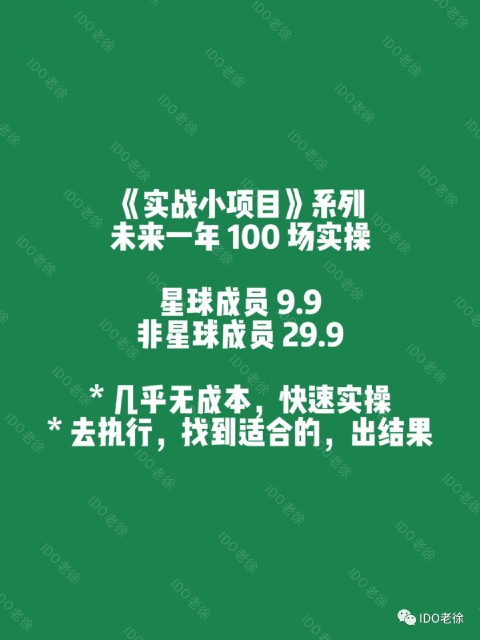 《实战小项目》系列
未来一年 100 场实操
星球成员 9.9
非星球成员 29.9
* 几乎无成本，快速实操
* 去执行，找到适合的，出结果
IDO老徐